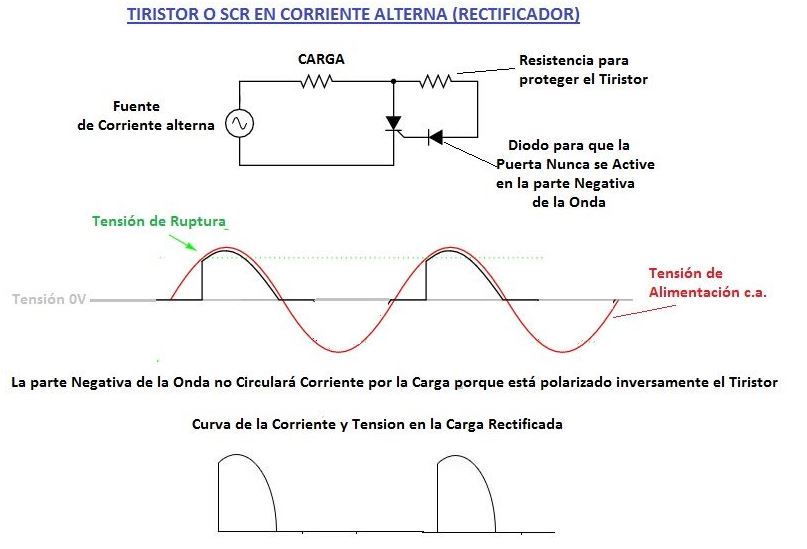 TIRISTOR O SCR EN CORRIENTE ALTERNA (RECTIFICADOR)
CARGA
Resistencia para
proteger el Tiristor
Fuente
de Corriente alterna
Diodo para que la
Puerta Nunca se Active
en la parte Negativa
de la Onda
Tensión de Ruptura
Tensión 0V
Tensión de
Alimentación c.a.
La parte Negativa de la Onda no Circulará Corriente por la Carga porque está polarizado inversamente el Tiristor
Curva de la Corriente y Tension en la Carga Rectificada